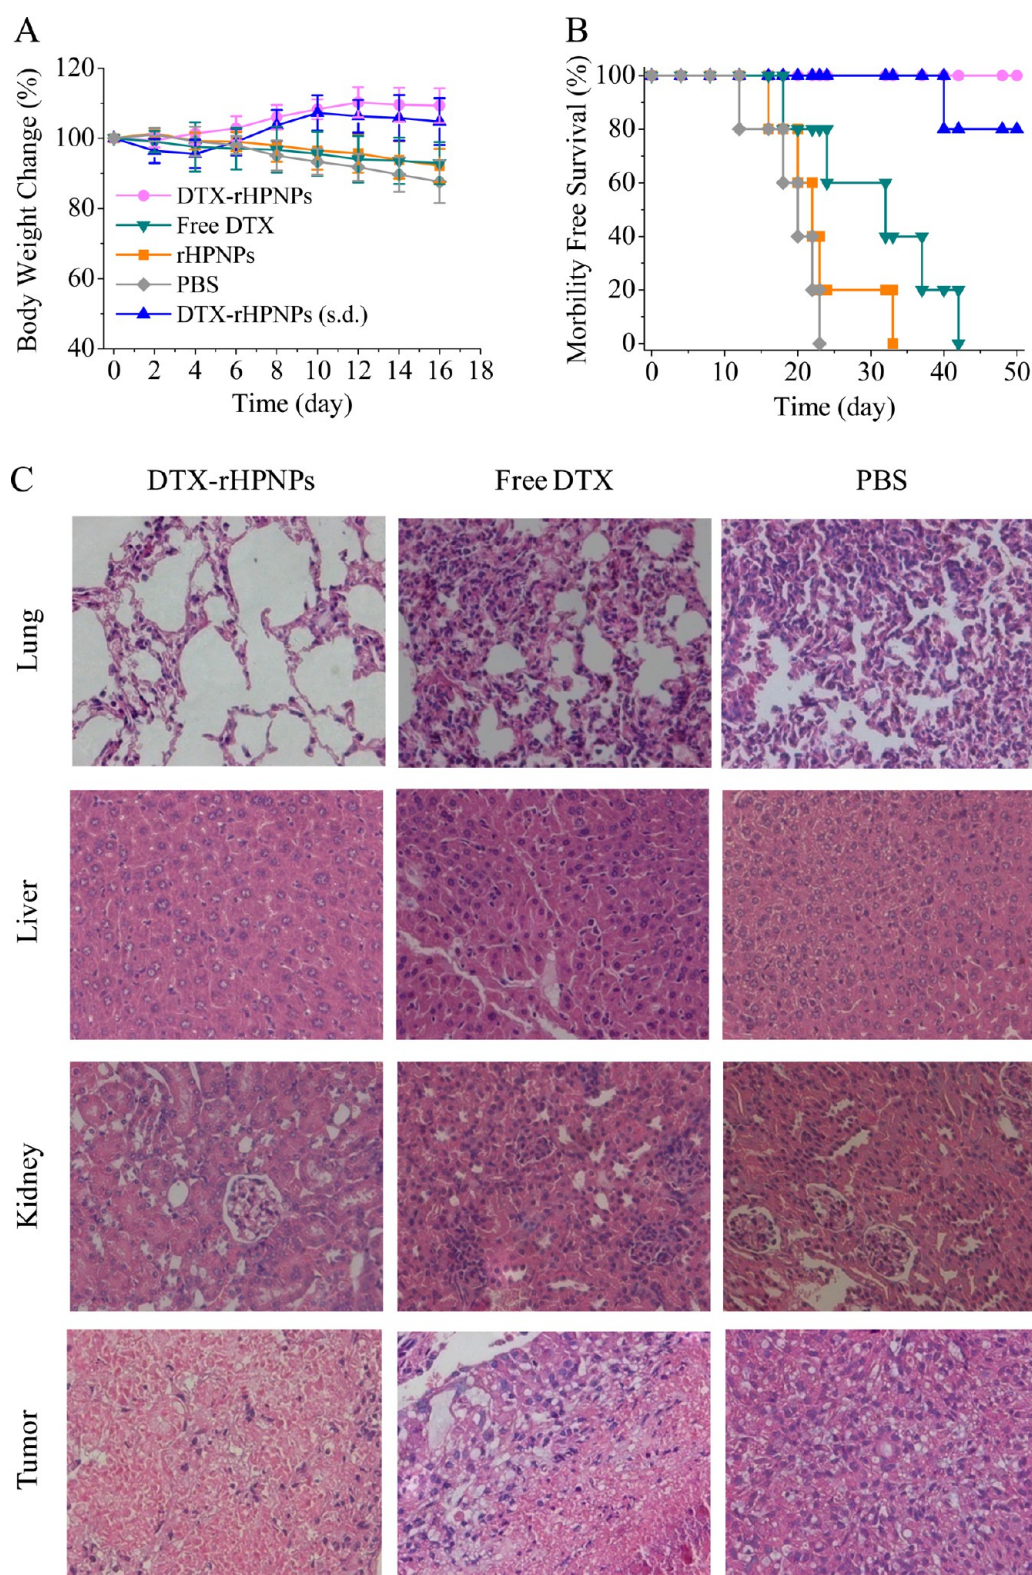 A
Body Weight Change (%)
120
100
80
60
40
0 2 4 6 8 10 12 14 16 18
Time (day)
DTX-rHPNPs
Free DTX
rHPNPs
PBS
DTX-rHPNPs (s.d.)
B
Morbility Free Survival (%)
100
80
60
40
20
0
0 20 40 50
Time (day)
C
DTX-rHPNPs Free DTX PBS
Lung
Liver
Kidney
Tumor